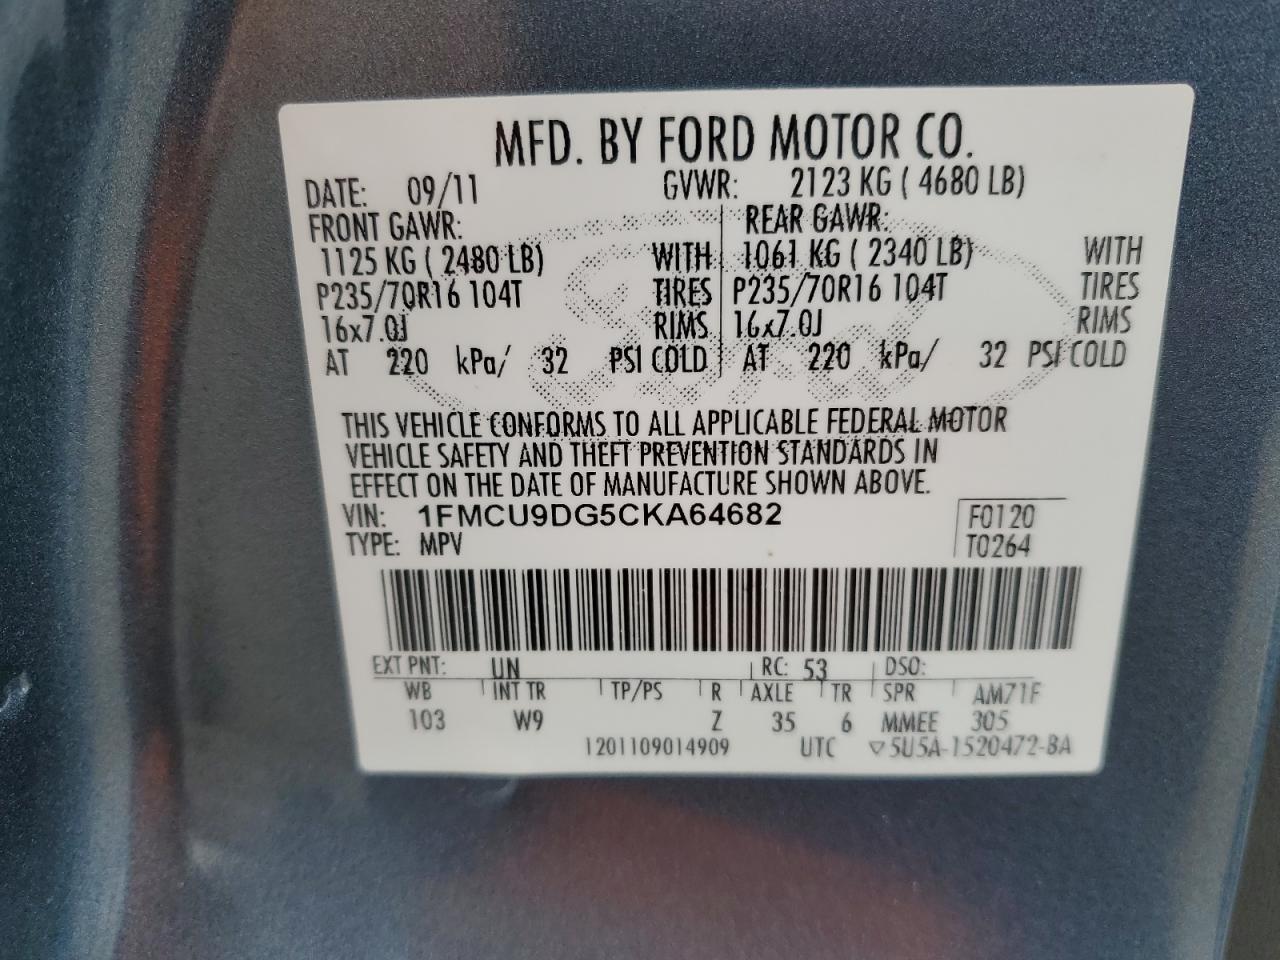 MFD. BY FORD MOTOR CO.
DATE: 09/11 GVWR: 2123 KG ( 4680 LB)
FRONT GAWR: REAR GAWR:
1125 KG ( 2480 LB) WITH 1061 KG ( 2340 LB) WITH
P235/70R16 104T TIRES P235/70R16 104T TIRES
16x7.0J RIMS 16x7.0J RIMS
AT 220 kPa/ 32 PSI COLD AT 220 kPa/ 32 PSI COLD
THIS VEHICLE CONFORMS TO ALL APPLICABLE FEDERAL MOTOR
VEHICLE SAFETY AND THEFT PREVENTION STANDARDS IN
EFFECT ON THE DATE OF MANUFACTURE SHOWN ABOVE.
VIN: 1FMCU9DG5CKA64682 F0120
TYPE: MPV T0264
EXT PNT: UN RC: 53 DSO:
WB INT TR TP/PS R AXLE TR SPR AM71F
103 W9 Z 35 6 MMEE 305
1201109014909 UTC ▽5U5A-1520472-BA